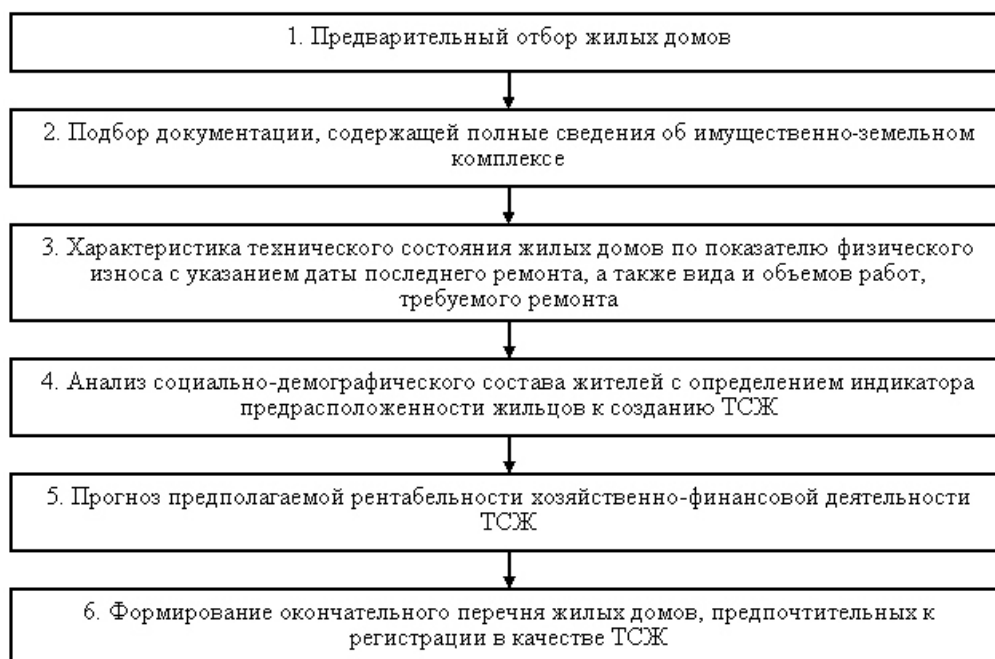 1. Предварительный отбор жилых домов
2. Подбор документации, содержащей полные сведения об имущественно-земельном
комплексе
3. Характеристика технического состояния жилых домов по показателю физического
износа с указанием даты последнего ремонта, а также вида и объемов работ,
требуемого ремонта
4. Анализ социально-демографического состава жителей с определением индикатора
предрасположенности жильцов к созданию ТСЖ
5. Прогноз предполагаемой рентабельности хозяйственно-финансовой деятельности
ТСЖ
6. Формирование окончательного перечня жилых домов, предпочтительных к
регистрации в качестве ТСЖ